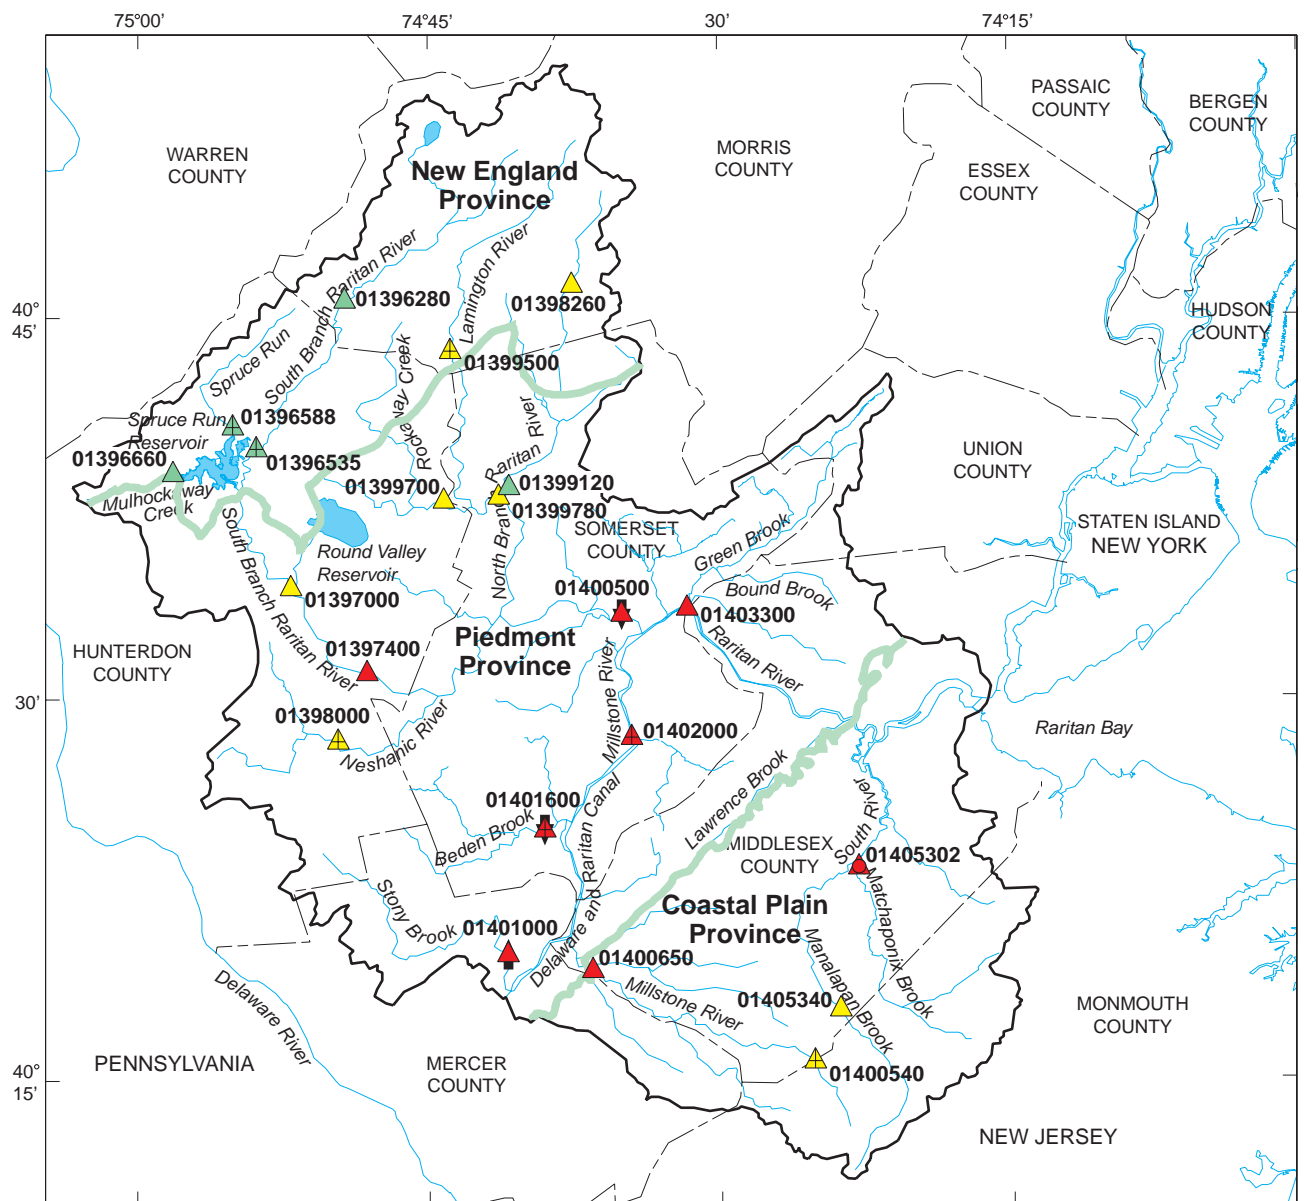 75°00'
74°45'
30'
74°15'
PASSAIC
COUNTY
BERGEN
COUNTY
WARREN
COUNTY
MORRIS
COUNTY
ESSEX
COUNTY
New England
Province
South Branch Raritan River
Lamington River
01396280
01398260
40°
45'
HUDSON
COUNTY
Spruce Run
Rockaway Creek
01399500
01396588
Spruce Run
Reservoir
01396535
01396660
Mulhockaway
Creek
North Branch Raritan River
UNION
COUNTY
01399120
01399700
01399780
SOMERSET
COUNTY
Green Brook
STATEN ISLAND
NEW YORK
Round Valley
Reservoir
01397000
01400500
Bound Brook
01403300
South Branch Raritan River
Piedmont
Province
HUNTERDON
COUNTY
01397400
Raritan River
Millstone River
30'
01398000
Neshanic River
01402000
Raritan Bay
01401600
Beden Brook
Lawrence Brook
Delaware and Raritan Canal
MIDDLESEX
COUNTY
South River
01405302
Stony Brook
Matchaponix Brook
Coastal Plain
Province
01401000
01400650
Manalapan Brook
Millstone River
01405340
Delaware River
MONMOUTH
COUNTY
PENNSYLVANIA
MERCER
COUNTY
01400540
40°
15'
NEW JERSEY